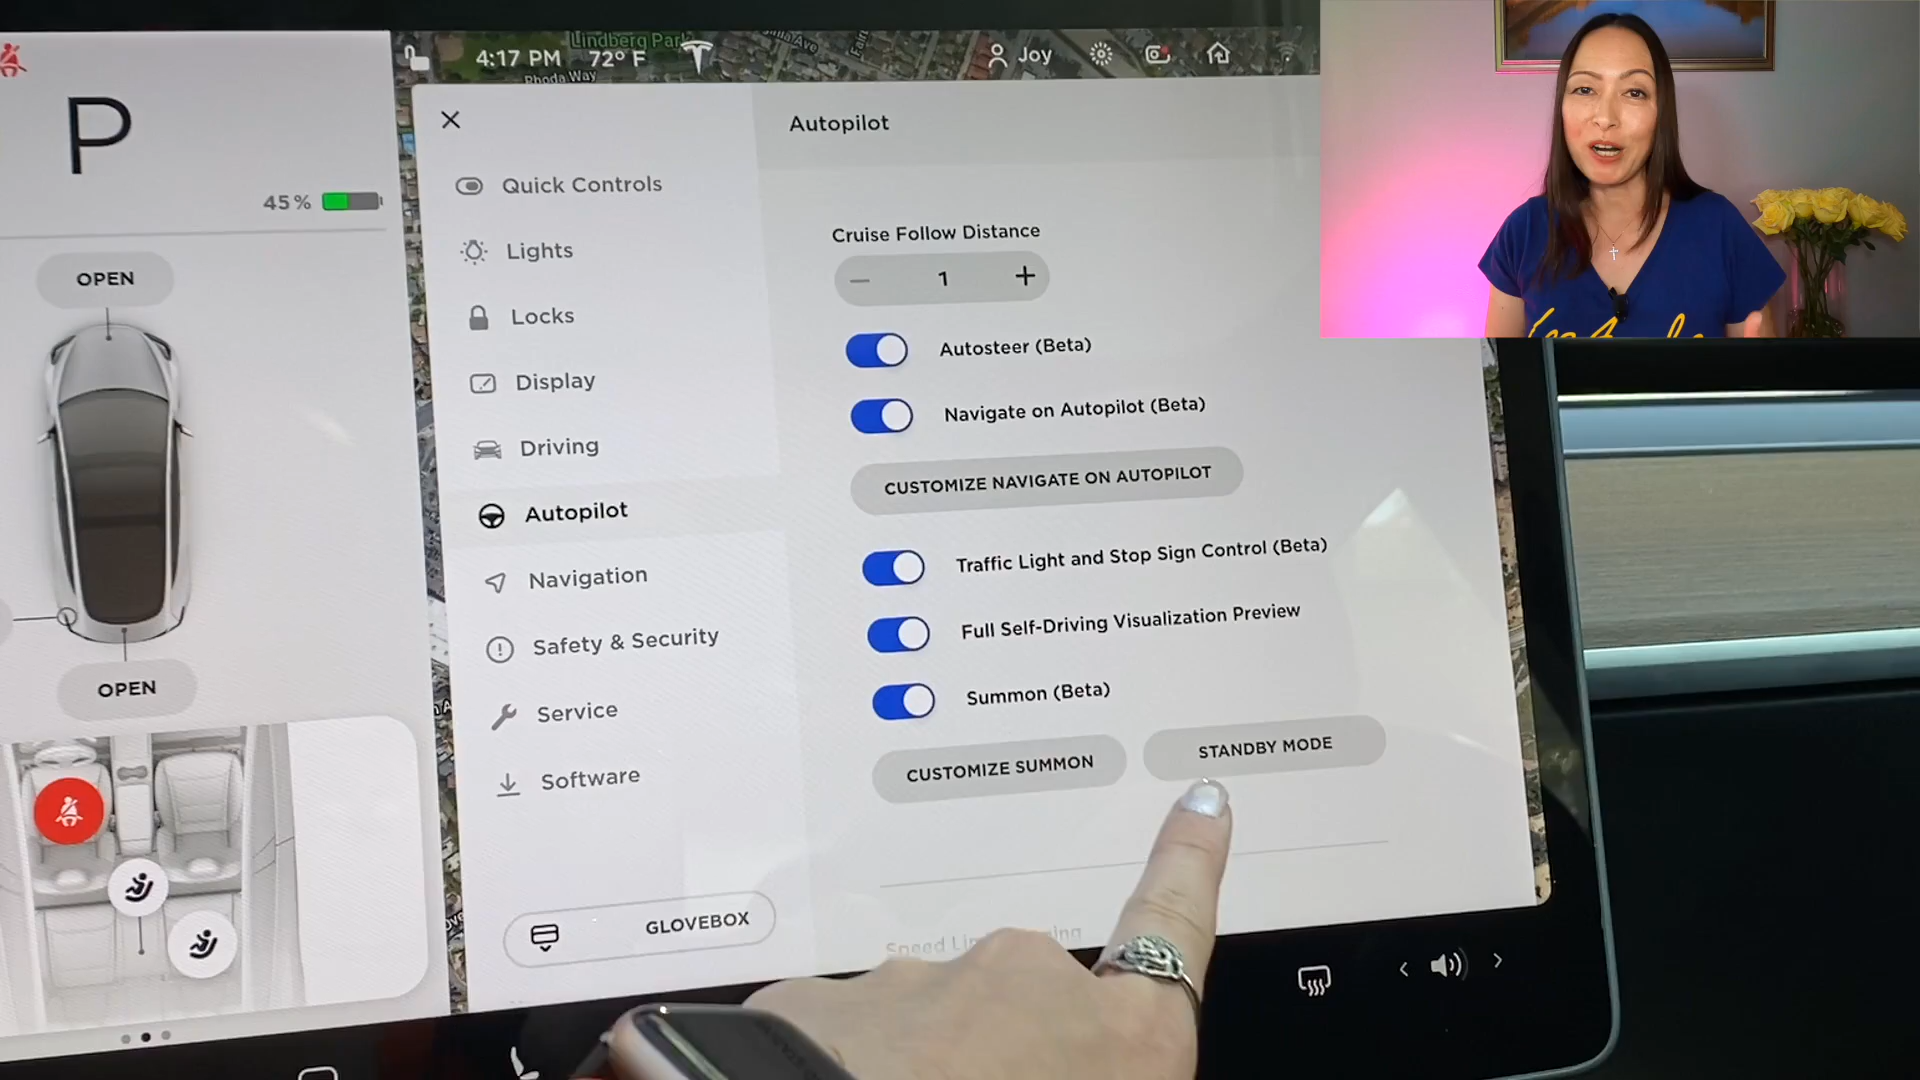 P
45%
OPEN
OPEN
Lindberg Park
4:17 PM 72° F
Rhoda Way
Joy
Autopilot
Quick Controls
Lights
Locks
Display
Driving
Autopilot
Navigation
Safety & Security
Service
Software
GLOVEBOX
Cruise Follow Distance
− 1 +
Autosteer (Beta)
Navigate on Autopilot (Beta)
CUSTOMIZE NAVIGATE ON AUTOPILOT
Traffic Light and Stop Sign Control (Beta)
Full Self-Driving Visualization Preview
Summon (Beta)
CUSTOMIZE SUMMON
STANDBY MODE
Speed